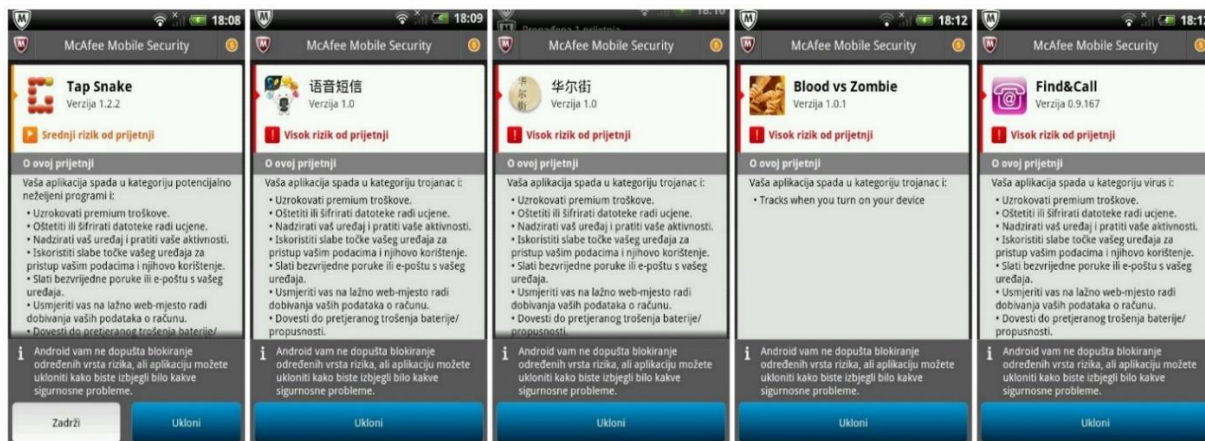 18:08
McAfee Mobile Security
Tap Snake
Verzija 1.2.2
Srednji rizik od prijetnji
O ovoj prijetnji
Vaša aplikacija spada u kategoriju potencijalno
neželjeni programi i:
• Uzrokovati premium troškove.
• Oštetiti ili šifrirati datoteke radi ucjene.
• Nadzirati vaš uređaj i pratiti vaše aktivnosti.
• Iskoristiti slabe točke vašeg uređaja za
pristup vašim podacima i njihovo korištenje.
• Slati bezvrijedne poruke ili e-poštu s vašeg
uređaja.
• Usmjeriti vas na lažno web-mjesto radi
dobivanja vaših podataka o računu.
• Dovesti do pretjeranog trošenja baterije/
Android vam ne dopušta blokiranje
određenih vrsta rizika, ali aplikaciju možete
ukloniti kako biste izbjegli bilo kakve
sigurnosne probleme.
Zadrži
Ukloni
18:09
McAfee Mobile Security
语音短信
Verzija 1.0
Visok rizik od prijetnji
O ovoj prijetnji
Vaša aplikacija spada u kategoriju trojanac i:
• Uzrokovati premium troškove.
• Oštetiti ili šifrirati datoteke radi ucjene.
• Nadzirati vaš uređaj i pratiti vaše aktivnosti.
• Iskoristiti slabe točke vašeg uređaja za
pristup vašim podacima i njihovo korištenje.
• Slati bezvrijedne poruke ili e-poštu s vašeg
uređaja.
• Usmjeriti vas na lažno web-mjesto radi
dobivanja vaših podataka o računu.
• Dovesti do pretjeranog trošenja baterije/
propusnosti.
Android vam ne dopušta blokiranje
određenih vrsta rizika, ali aplikaciju možete
ukloniti kako biste izbjegli bilo kakve
sigurnosne probleme.
Ukloni
18:10
Pronađena 1 prijetnja
McAfee Mobile Security
华尔街
华尔街
Verzija 1.0
Visok rizik od prijetnji
O ovoj prijetnji
Vaša aplikacija spada u kategoriju trojanac i:
• Uzrokovati premium troškove.
• Oštetiti ili šifrirati datoteke radi ucjene.
• Nadzirati vaš uređaj i pratiti vaše aktivnosti.
• Iskoristiti slabe točke vašeg uređaja za
pristup vašim podacima i njihovo korištenje.
• Slati bezvrijedne poruke ili e-poštu s vašeg
uređaja.
• Usmjeriti vas na lažno web-mjesto radi
dobivanja vaših podataka o računu.
• Dovesti do pretjeranog trošenja baterije/
propusnosti.
Android vam ne dopušta blokiranje
određenih vrsta rizika, ali aplikaciju možete
ukloniti kako biste izbjegli bilo kakve
sigurnosne probleme.
Ukloni
18:12
McAfee Mobile Security
Blood vs Zombie
Verzija 1.0.1
Visok rizik od prijetnji
O ovoj prijetnji
Vaša aplikacija spada u kategoriju trojanac i:
• Tracks when you turn on your device
Android vam ne dopušta blokiranje
određenih vrsta rizika, ali aplikaciju možete
ukloniti kako biste izbjegli bilo kakve
sigurnosne probleme.
Ukloni
McAfee Mobile Security
Find&Call
Verzija 0.9.167
Visok rizik od prijetnji
O ovoj prijetnji
Vaša aplikacija spada u kategoriju virus i:
• Uzrokovati premium troškove.
• Oštetiti ili šifrirati datoteke radi ucjene.
• Nadzirati vaš uređaj i pratiti vaše aktivnosti.
• Iskoristiti slabe točke vašeg uređaja za
pristup vašim podacima i njihovo korištenje.
• Slati bezvrijedne poruke ili e-poštu s vašeg
uređaja.
• Usmjeriti vas na lažno web-mjesto radi
dobivanja vaših podataka o računu.
• Dovesti do pretjeranog trošenja baterije/
propusnosti.
Android vam ne dopušta blokiranje
određenih vrsta rizika, ali aplikaciju možete
ukloniti kako biste izbjegli bilo kakve
sigurnosne probleme.
Ukloni